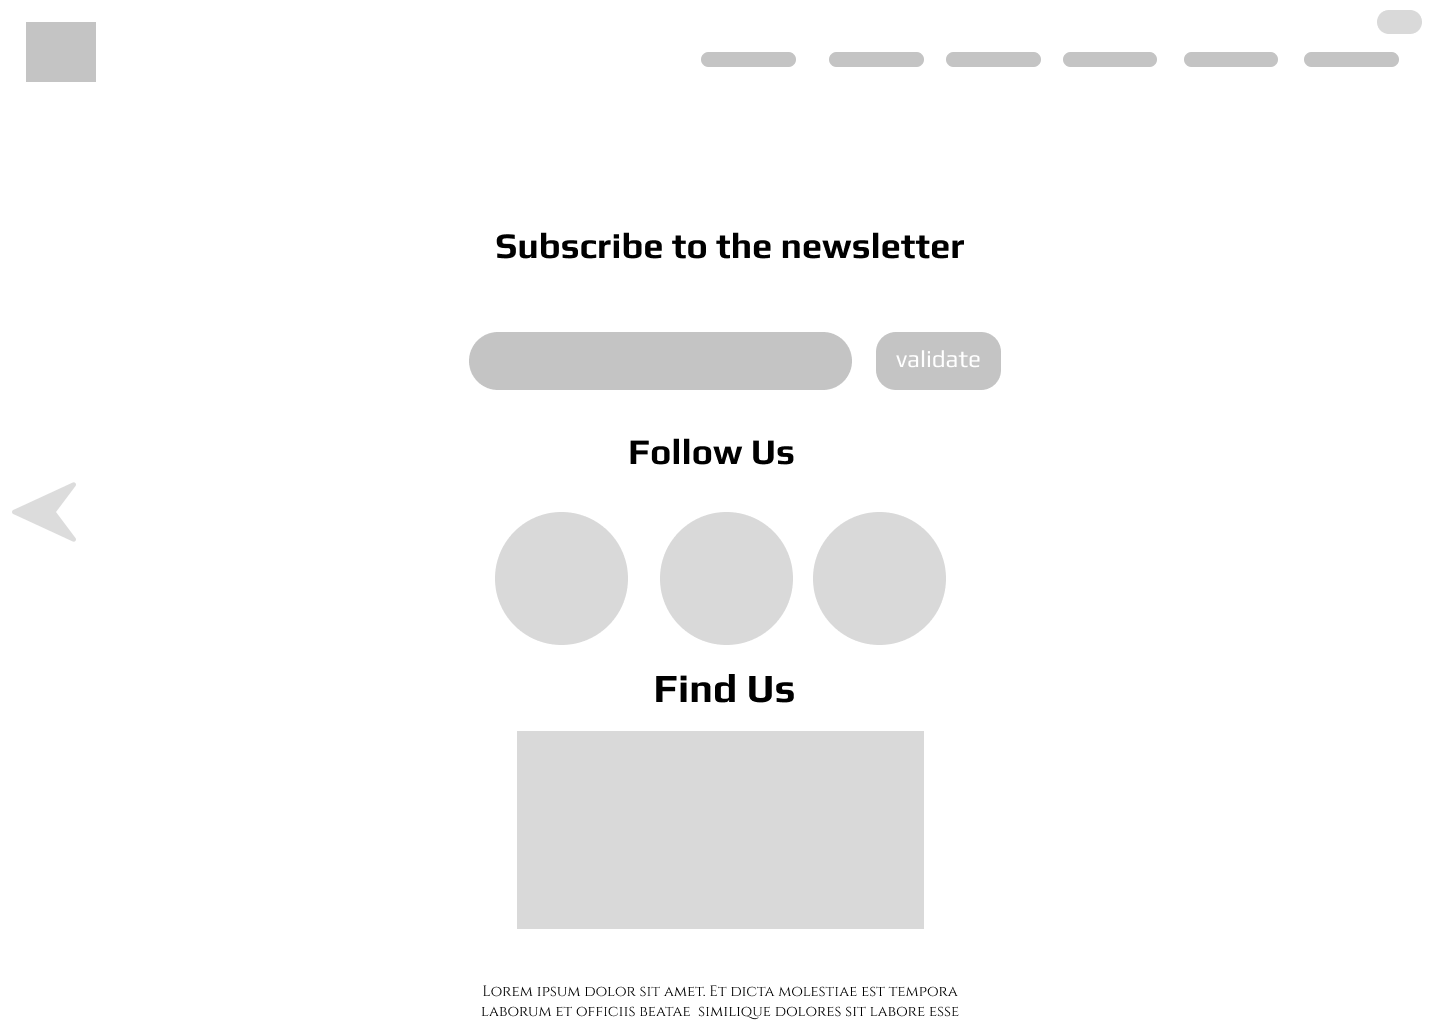 Subscribe to the newsletter
validate
Follow Us
Find Us
Lorem ipsum dolor sit amet. Et dicta molestiae est tempora
laborum et officiis beatae  similique dolores sit labore esse